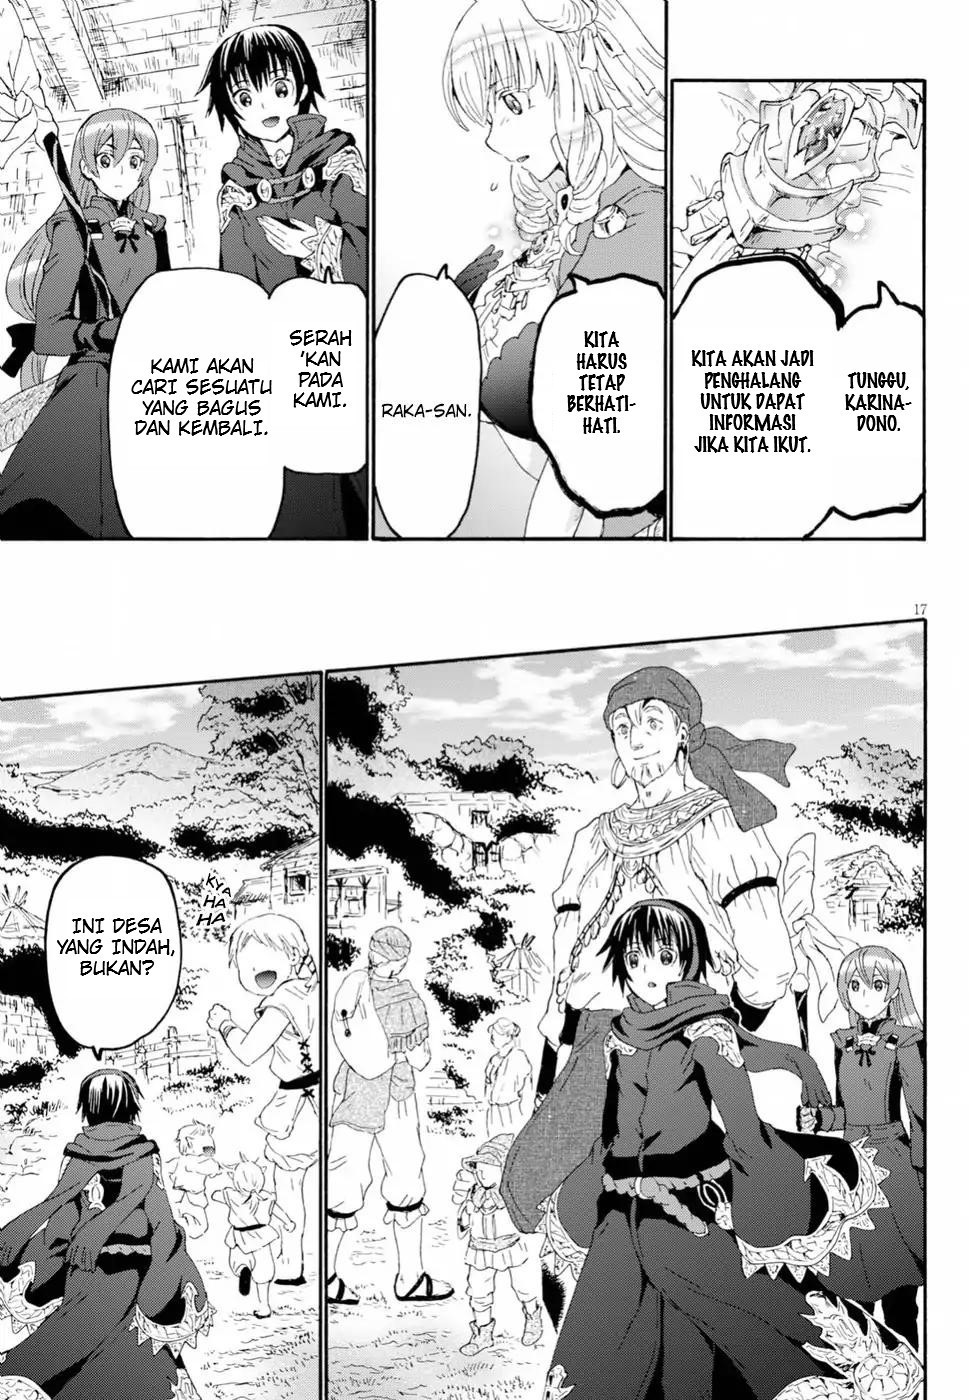 TUNGGU,
KARINA-
DONO.
KITA AKAN JADI
PENGHALANG
UNTUK DAPAT
INFORMASI
JIKA KITA IKUT.
KITA
HARUS
TETAP
BERHATI-
HATI.
RAKA-SAN.
SERAH
'KAN
PADA
KAMI.
KAMI AKAN
CARI SESUATU
YANG BAGUS
DAN KEMBALI.
17
KYA
HA
HA
INI DESA
YANG INDAH,
BUKAN?